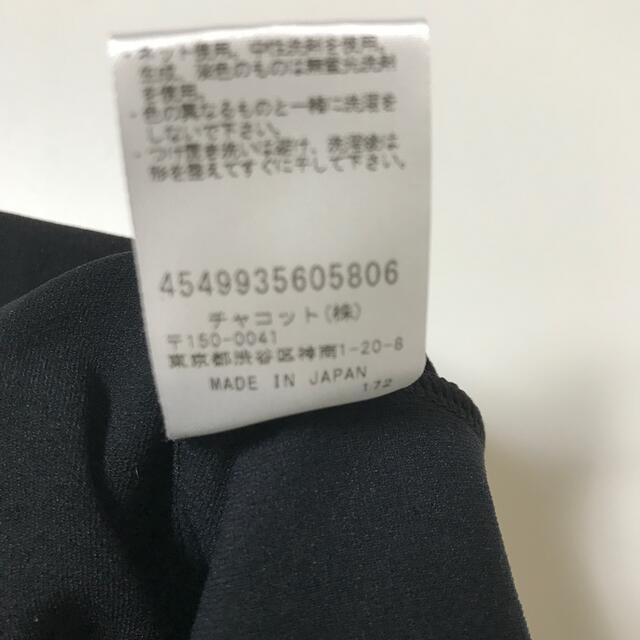 ・ネット使用。中性洗剤を使用。
生成、淡色のものは無蛍光洗剤
を使用。
・色の異なるものと一緒に洗濯を
しないで下さい。
・つけ置き洗いは避け、洗濯後は
形を整えてすぐに干して下さい。
4549935605806
チャコット(株)
〒150-0041
東京都渋谷区神南1-20-8
MADE IN JAPAN
172